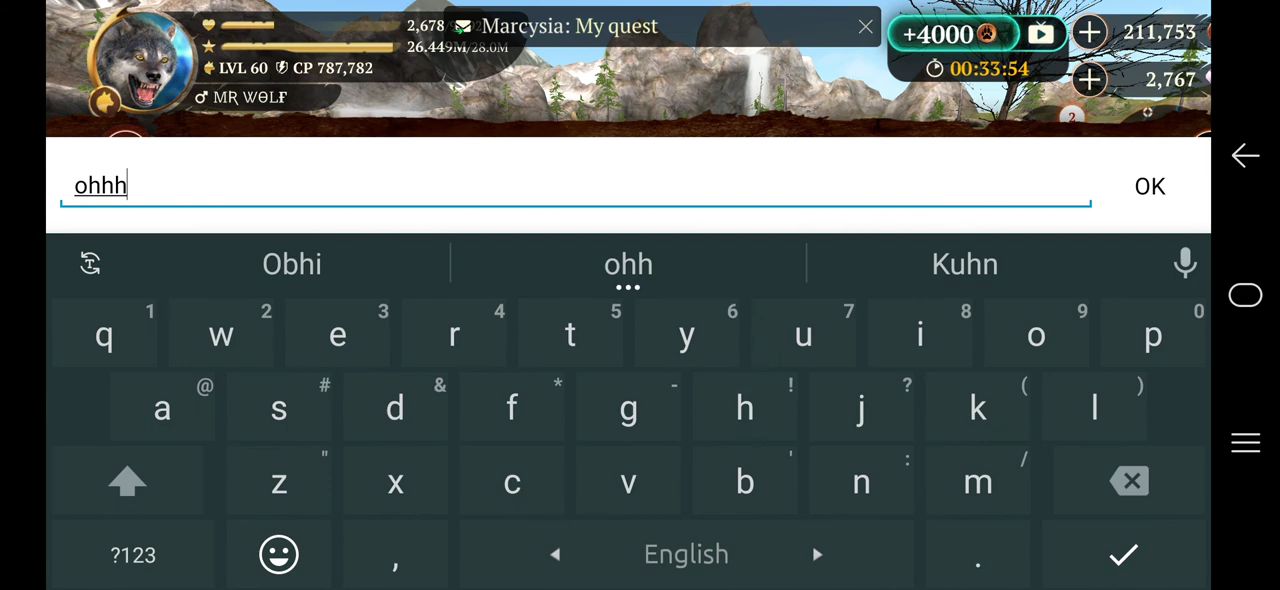 2,678
Marcysia: My quest
+4000
211,753
26.449M/28.0M
LVL 60 CP 787,782
00:33:54
2,767
♂ MⱤ WΘLF
2
ohhh
OK
Obhi
ohh
Kuhn
q 1 w 2 e 3 r 4 t 5 y 6 u 7 i 8 o 9 p 0
a @ s # d & f * g - h ! j ? k ( l )
z " x c v b ' n : m /
?123 , English .